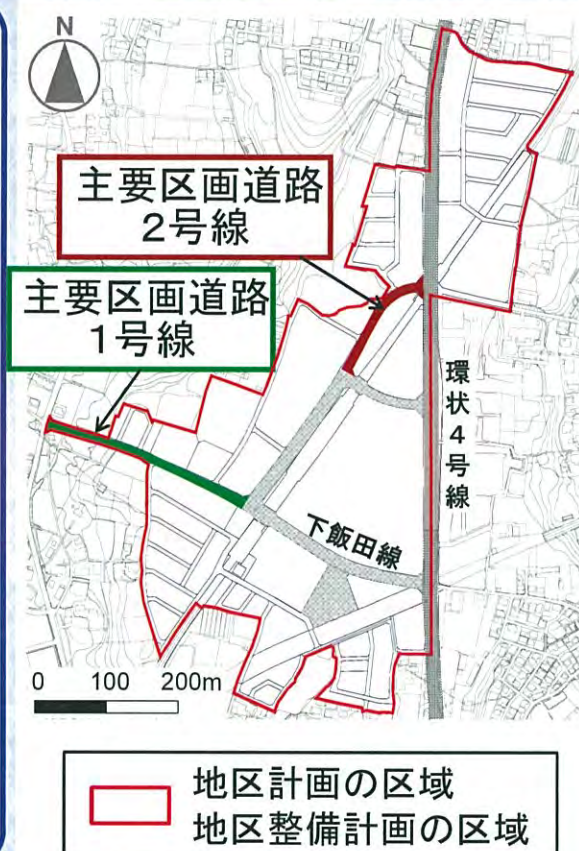 N
主要区画道路
2号線
主要区画道路
1号線
環状4号線
下飯田線
0 100 200m
地区計画の区域
地区整備計画の区域